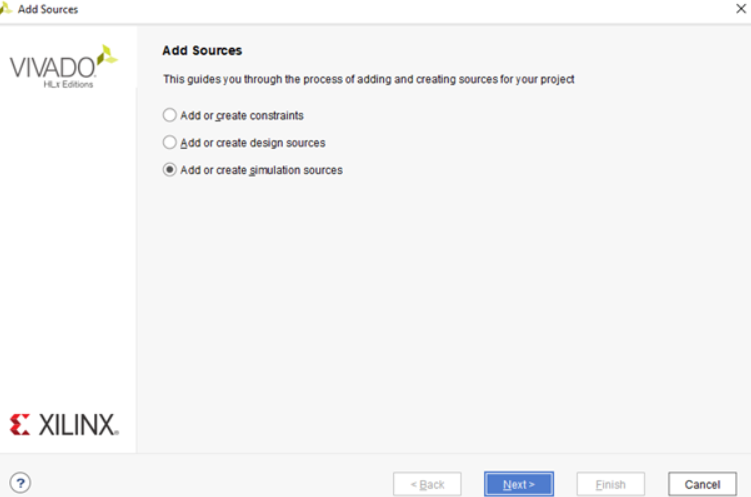 Add Sources
VIVADO.
HLx Editions
Add Sources
This guides you through the process of adding and creating sources for your project
Add or create constraints
Add or create design sources
Add or create simulation sources
XILINX.
?
< Back
Next >
Finish
Cancel